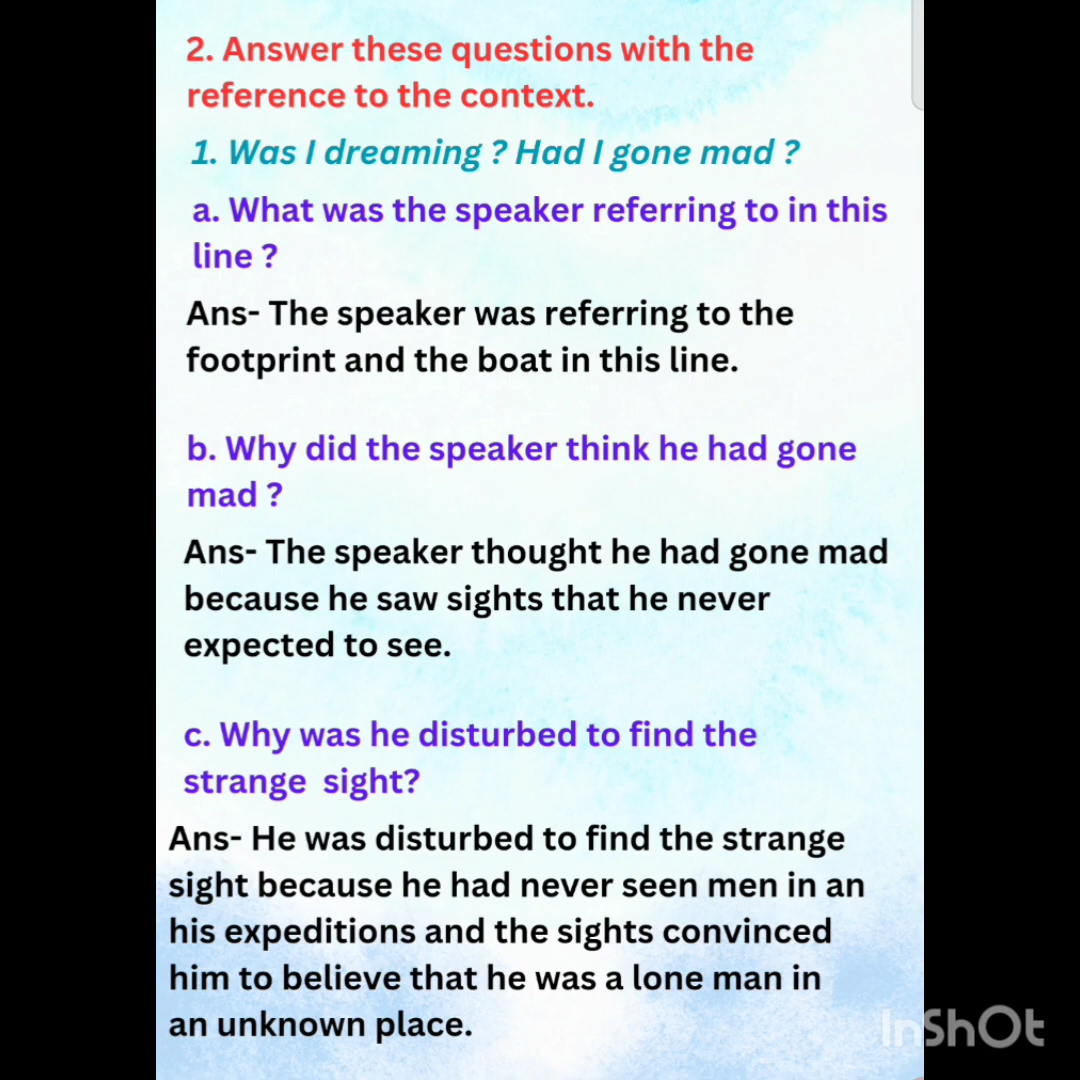 2. Answer these questions with the
reference to the context.
1. Was I dreaming ? Had I gone mad ?
a. What was the speaker referring to in this
line ?
Ans- The speaker was referring to the
footprint and the boat in this line.
b. Why did the speaker think he had gone
mad ?
Ans- The speaker thought he had gone mad
because he saw sights that he never
expected to see.
c. Why was he disturbed to find the
strange  sight?
Ans- He was disturbed to find the strange
sight because he had never seen men in an
his expeditions and the sights convinced
him to believe that he was a lone man in
an unknown place.
InShOt